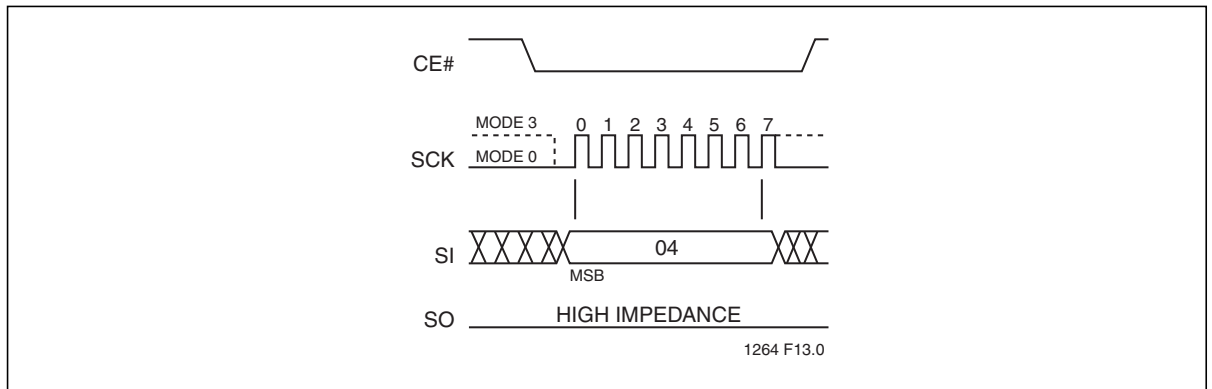 CE#
MODE 3 0 1 2 3 4 5 6 7
SCK MODE 0
SI 04
MSB
SO HIGH IMPEDANCE
1264 F13.0